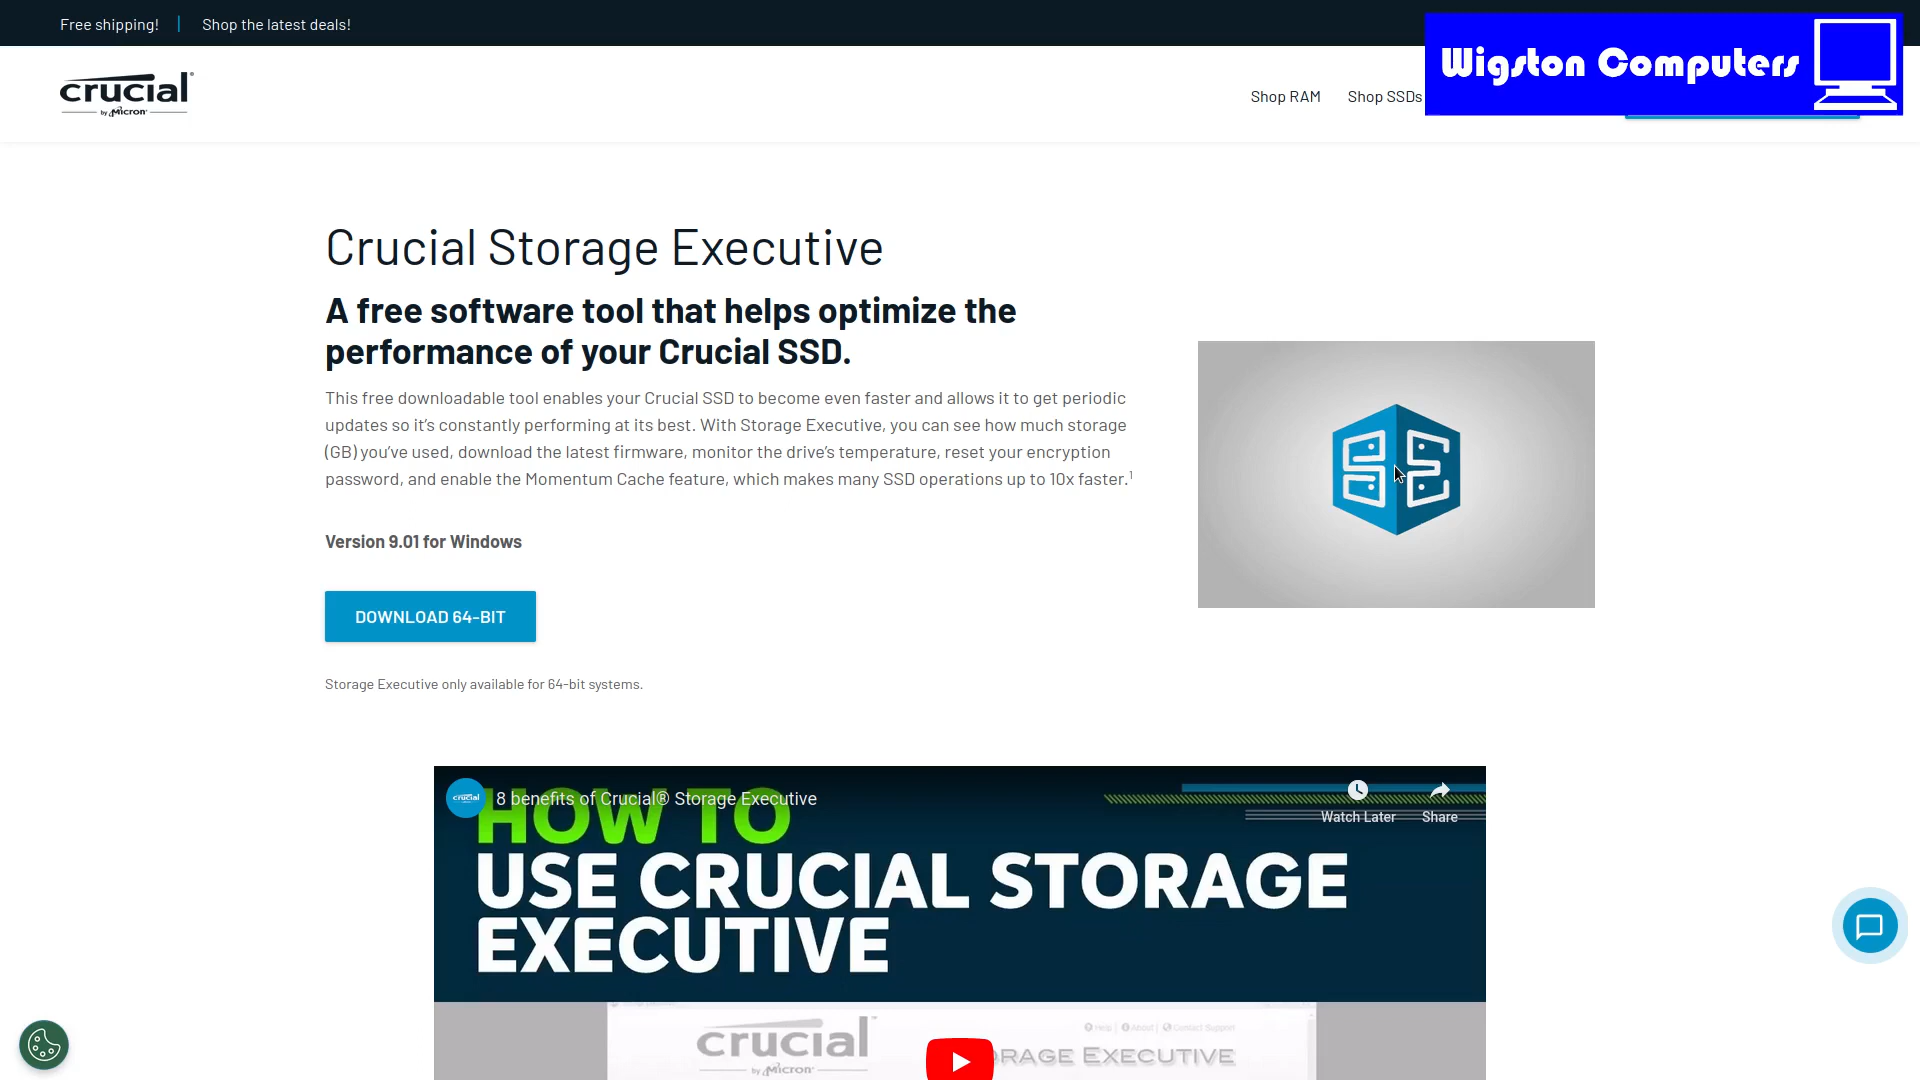 Free shipping!
Shop the latest deals!
Wigston Computers
crucial
by Micron
Shop RAM
Shop SSDs
Crucial Storage Executive
A free software tool that helps optimize the
performance of your Crucial SSD.
This free downloadable tool enables your Crucial SSD to become even faster and allows it to get periodic
updates so it's constantly performing at its best. With Storage Executive, you can see how much storage
(GB) you've used, download the latest firmware, monitor the drive's temperature, reset your encryption
password, and enable the Momentum Cache feature, which makes many SSD operations up to 10x faster.1
Version 9.01 for Windows
DOWNLOAD 64-BIT
Storage Executive only available for 64-bit systems.
SE
crucial
8 benefits of Crucial® Storage Executive
Watch Later
Share
HOW TO
USE CRUCIAL STORAGE
EXECUTIVE
Help | About | Contact Support
crucial
by Micron
ORAGE EXECUTIVE